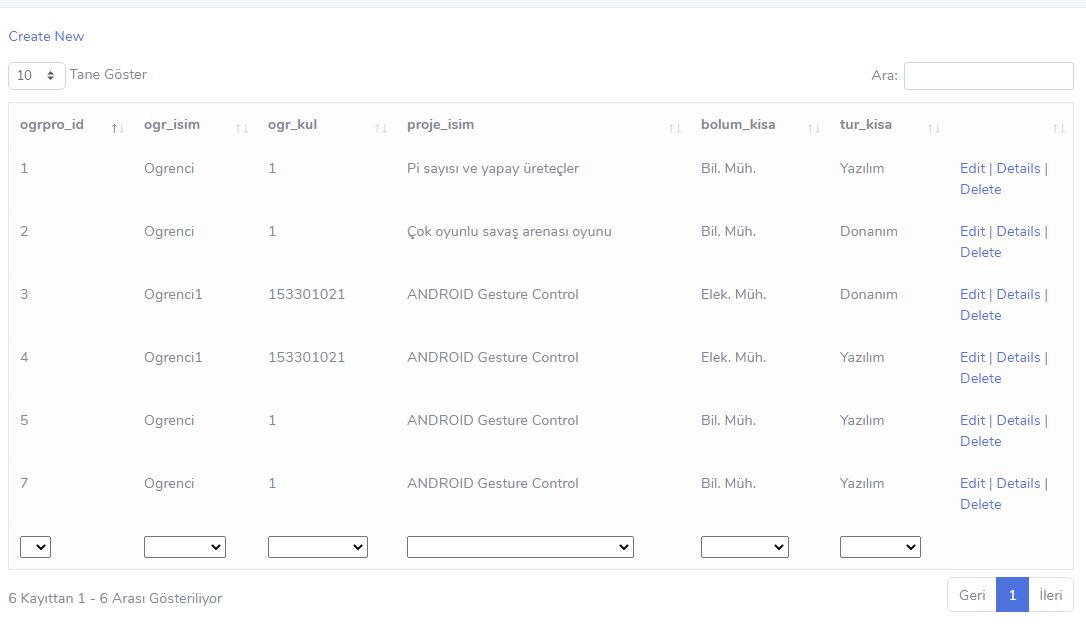 Create New
10 Tane Göster Ara:
ogrpro_id ogr_isim ogr_kul proje_isim bolum_kisa tur_kisa
1 Ogrenci 1 Pi sayısı ve yapay üreteçler Bil. Müh. Yazılım Edit | Details |
Delete
2 Ogrenci 1 Çok oyunlu savaş arenası oyunu Bil. Müh. Donanım Edit | Details |
Delete
3 Ogrenci1 153301021 ANDROID Gesture Control Elek. Müh. Donanım Edit | Details |
Delete
4 Ogrenci1 153301021 ANDROID Gesture Control Elek. Müh. Yazılım Edit | Details |
Delete
5 Ogrenci 1 ANDROID Gesture Control Bil. Müh. Yazılım Edit | Details |
Delete
7 Ogrenci 1 ANDROID Gesture Control Bil. Müh. Yazılım Edit | Details |
Delete
6 Kayıttan 1 - 6 Arası Gösteriliyor Geri 1 İleri